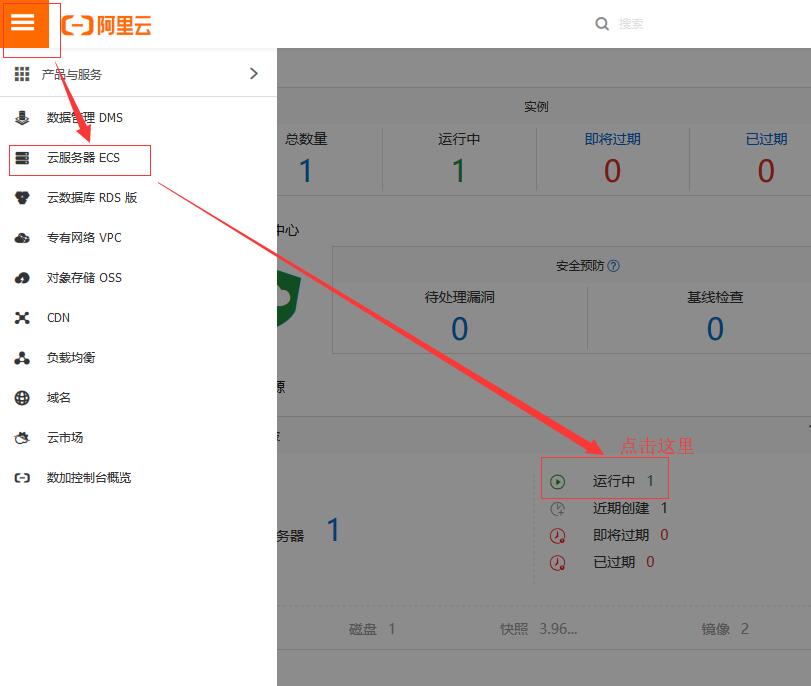 阿里云
搜索
产品与服务
数据管理 DMS
云服务器 ECS
云数据库 RDS 版
专有网络 VPC
对象存储 OSS
CDN
负载均衡
域名
云市场
数加控制台概览
实例
总数量 运行中 即将过期 已过期
1 1 0 0
中心
安全预防
待处理漏洞 基线检查
0 0
源
点击这里
运行中 1
近期创建 1
务器 1
即将过期 0
已过期 0
磁盘 1 快照 3.96... 镜像 2